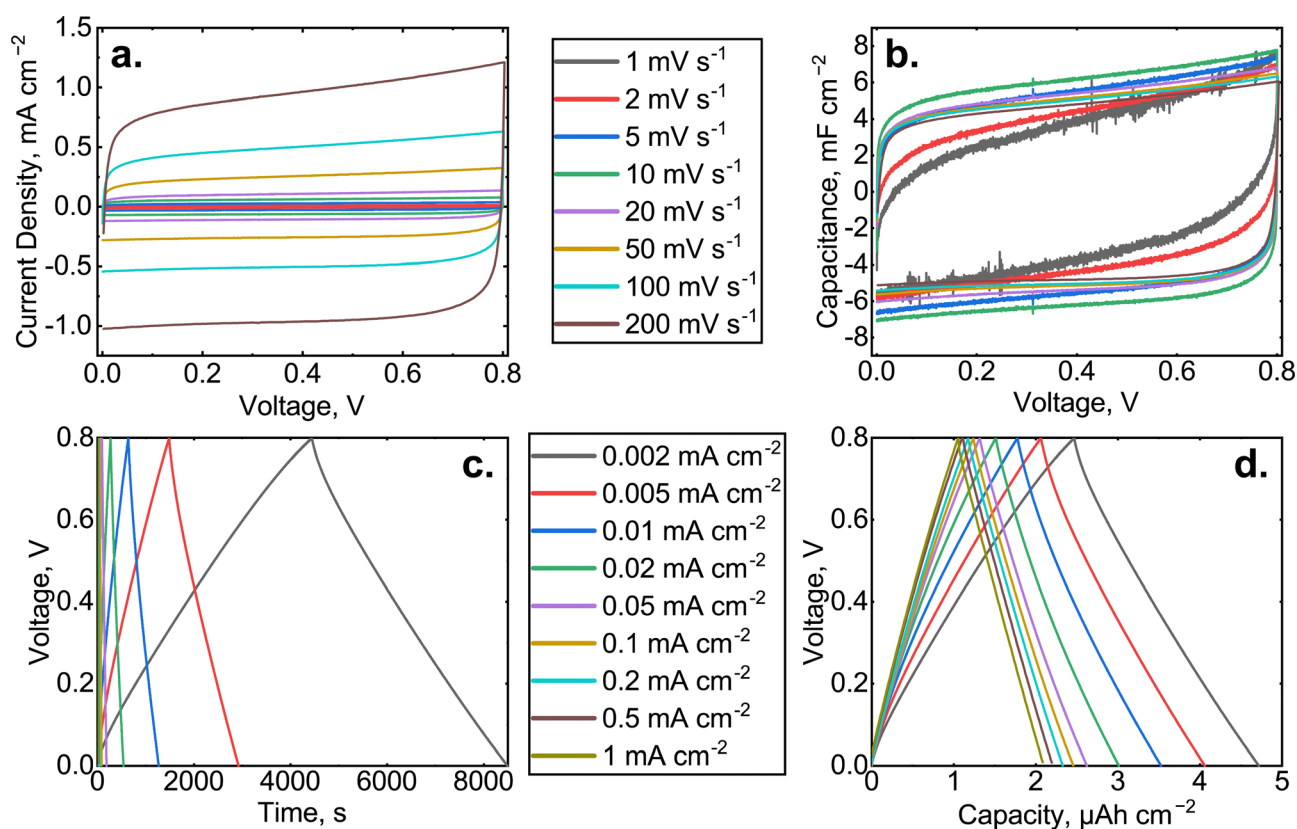 a.
Current Density, mA cm⁻²
1.5
1.0
0.5
0.0
-0.5
-1.0
0.0 0.2 0.4 0.6 0.8
Voltage, V
1 mV s⁻¹
2 mV s⁻¹
5 mV s⁻¹
10 mV s⁻¹
20 mV s⁻¹
50 mV s⁻¹
100 mV s⁻¹
200 mV s⁻¹
b.
Capacitance, mF cm⁻²
8
6
4
2
0
-2
-4
-6
-8
0.0 0.2 0.4 0.6 0.8
Voltage, V
c.
Voltage, V
0.8
0.6
0.4
0.2
0.0
0 2000 4000 6000 8000
Time, s
0.002 mA cm⁻²
0.005 mA cm⁻²
0.01 mA cm⁻²
0.02 mA cm⁻²
0.05 mA cm⁻²
0.1 mA cm⁻²
0.2 mA cm⁻²
0.5 mA cm⁻²
1 mA cm⁻²
d.
Voltage, V
0.8
0.6
0.4
0.2
0.0
0 1 2 3 4 5
Capacity, µAh cm⁻²